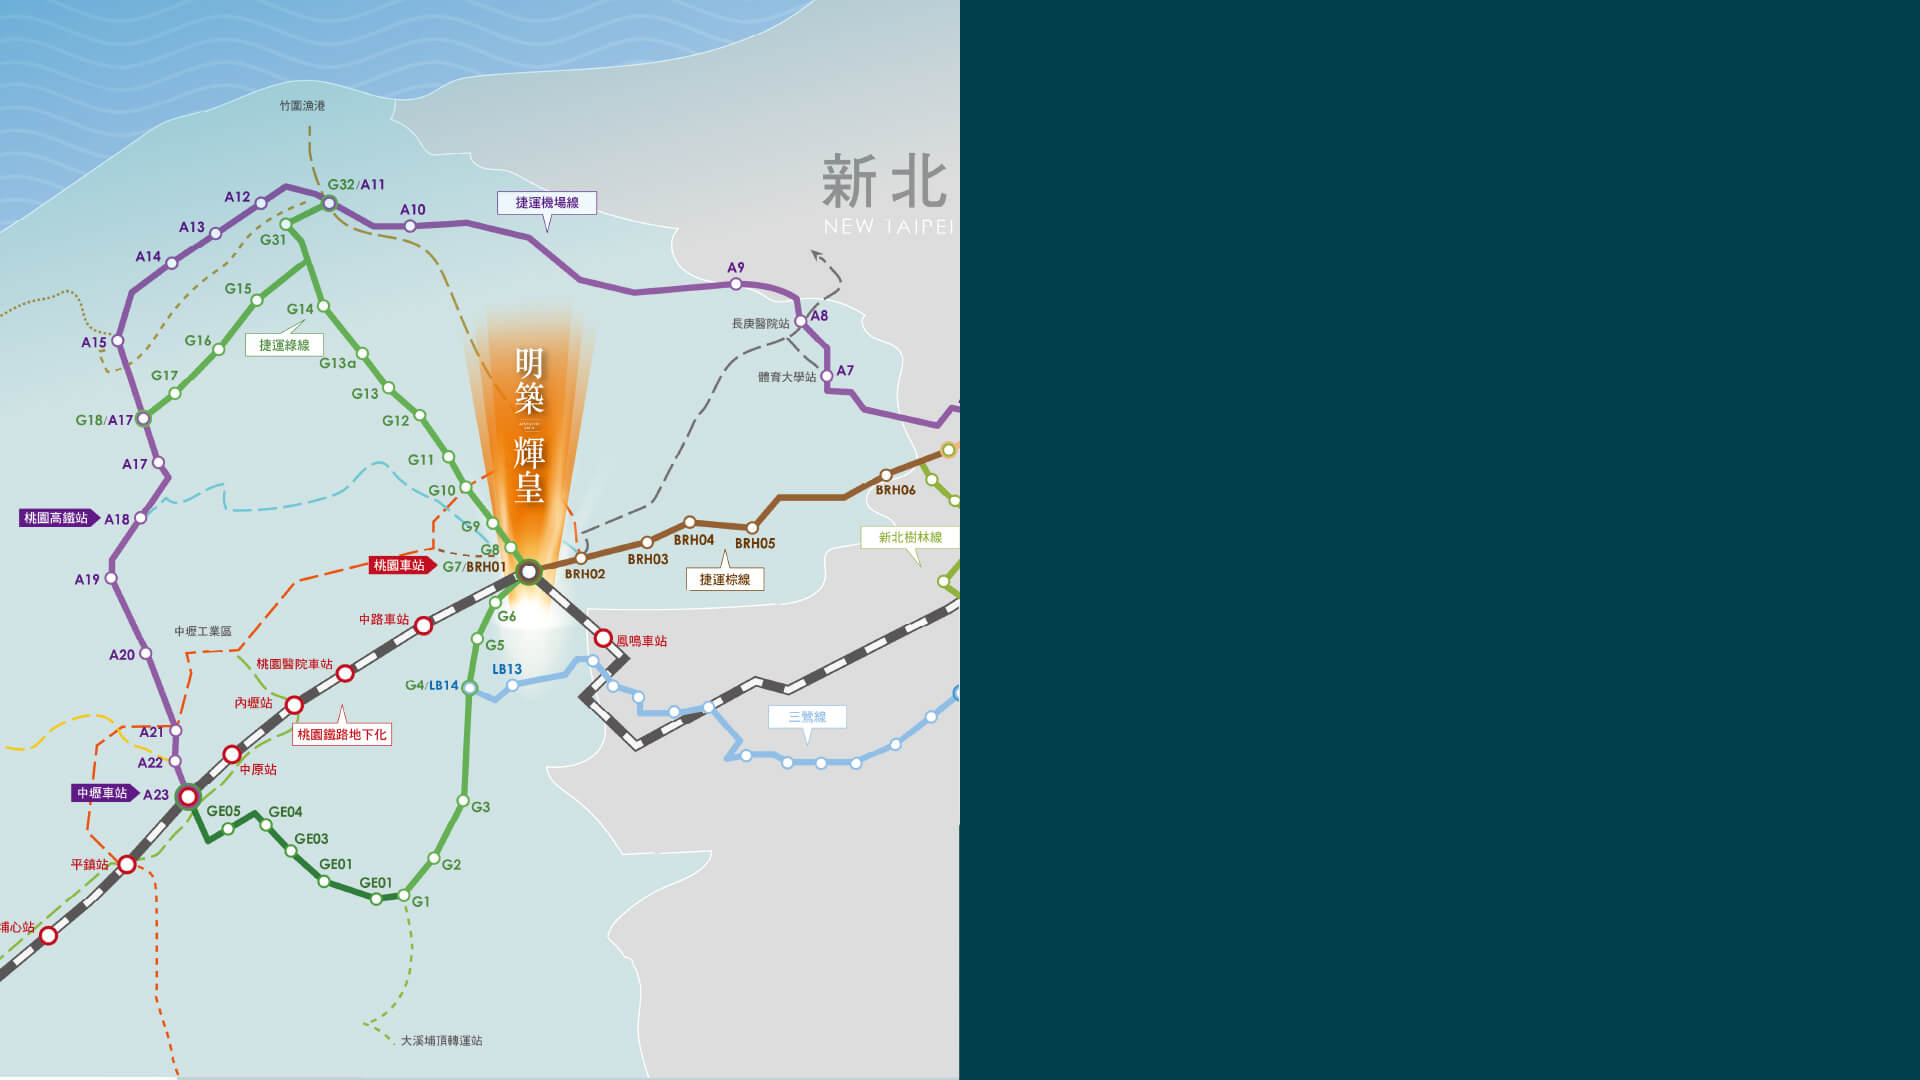 竹圍漁港
新北
NEW TAIPEI
G32/A11
A12
A10
捷運機場線
A13
G31
A14
A9
G15
G14
A8
長庚醫院站
A15
G16
捷運綠線
G13a
A7
體育大學站
G17
明築
輝皇
G13
G18/A17
G12
A17
G11
G10
BRH06
桃園高鐵站
A18
G9
BRH04
BRH05
新北樹林線
G8
BRH03
桃園車站
G7/BRH01
BRH02
捷運棕線
A19
中路車站
G6
中壢工業區
G5
鳳鳴車站
A20
桃園醫院車站
LB13
G4/LB14
內壢站
三鶯線
A21
桃園鐵路地下化
A22
中原站
中壢車站
A23
GE05
GE04
G3
GE03
平鎮站
GE01
G2
GE01
G1
埔心站
大溪埔頂轉運站